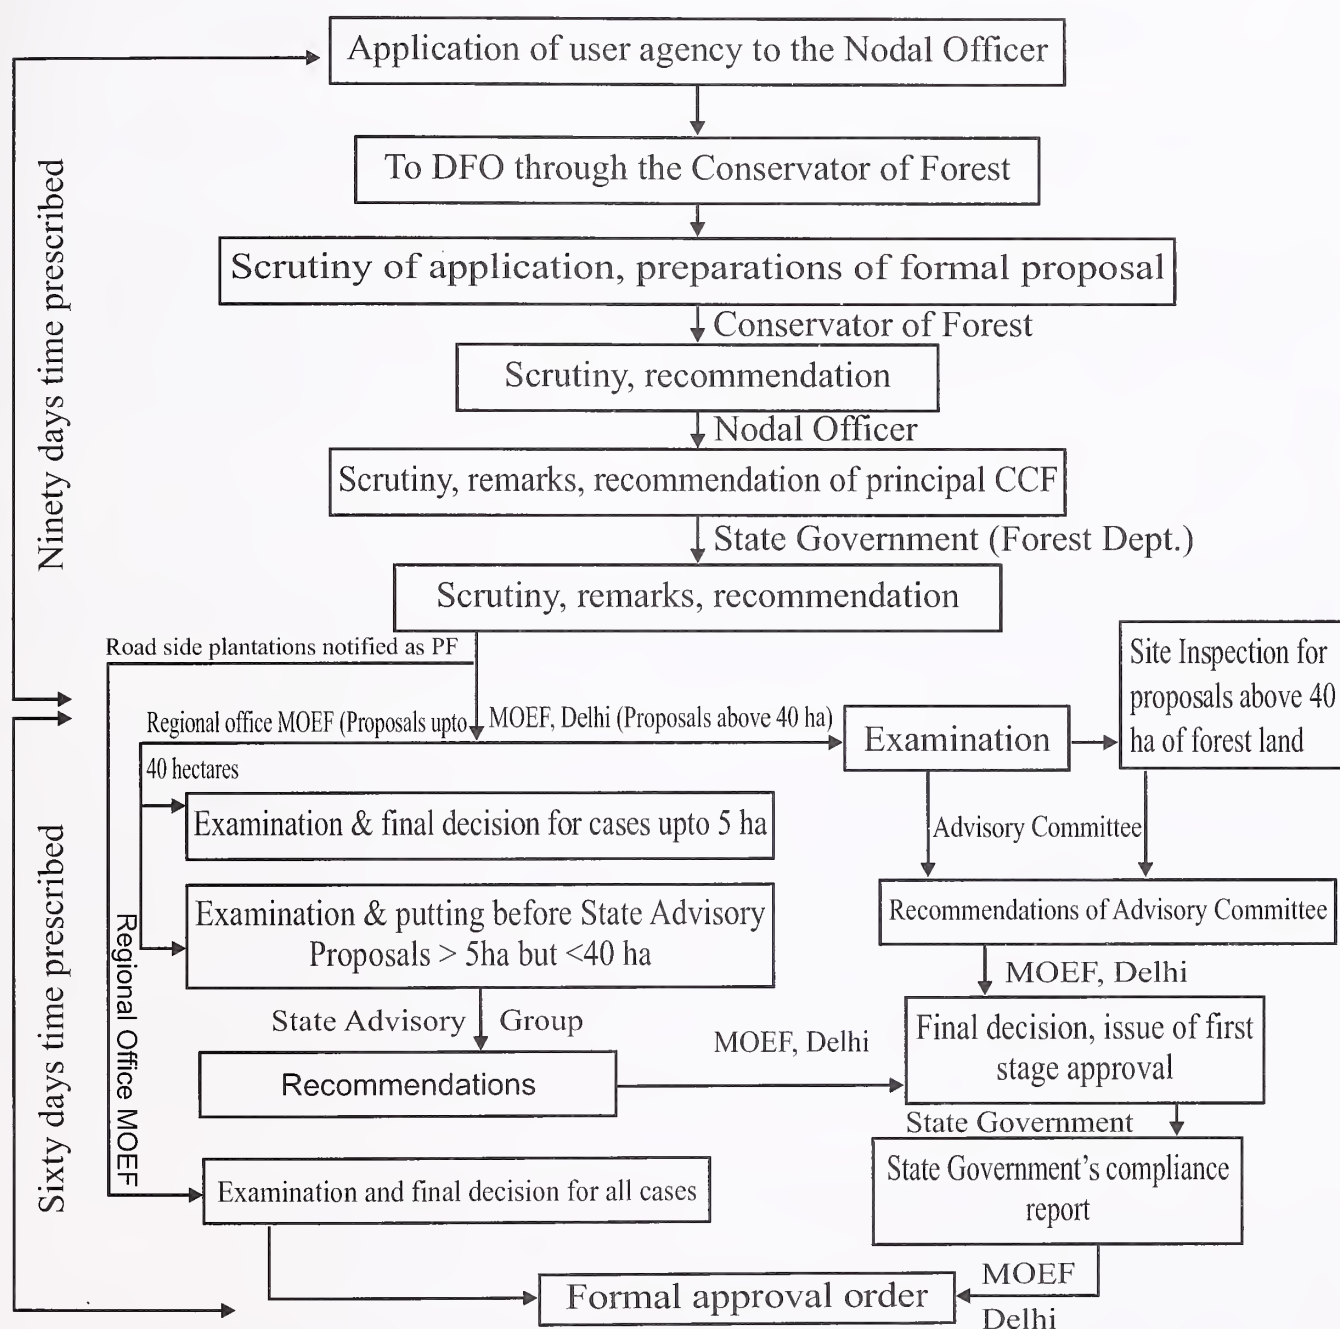 Application of user agency to the Nodal Officer
To DFO through the Conservator of Forest
Scrutiny of application, preparations of formal proposal
Conservator of Forest
Scrutiny, recommendation
Nodal Officer
Scrutiny, remarks, recommendation of principal CCF
State Government (Forest Dept.)
Scrutiny, remarks, recommendation
Ninety days time prescribed
Road side plantations notified as PF
Site Inspection for
proposals above 40
ha of forest land
Regional office MOEF (Proposals upto
40 hectares
MOEF, Delhi (Proposals above 40 ha)
Examination
Examination & final decision for cases upto 5 ha
Advisory Committee
Examination & putting before State Advisory
Proposals > 5ha but <40 ha
Recommendations of Advisory Committee
MOEF, Delhi
State Advisory Group
Recommendations
MOEF, Delhi
Final decision, issue of first
stage approval
State Government
State Government's compliance
report
Regional Office MOEF
Sixty days time prescribed
Examination and final decision for all cases
Formal approval order
MOEF
Delhi